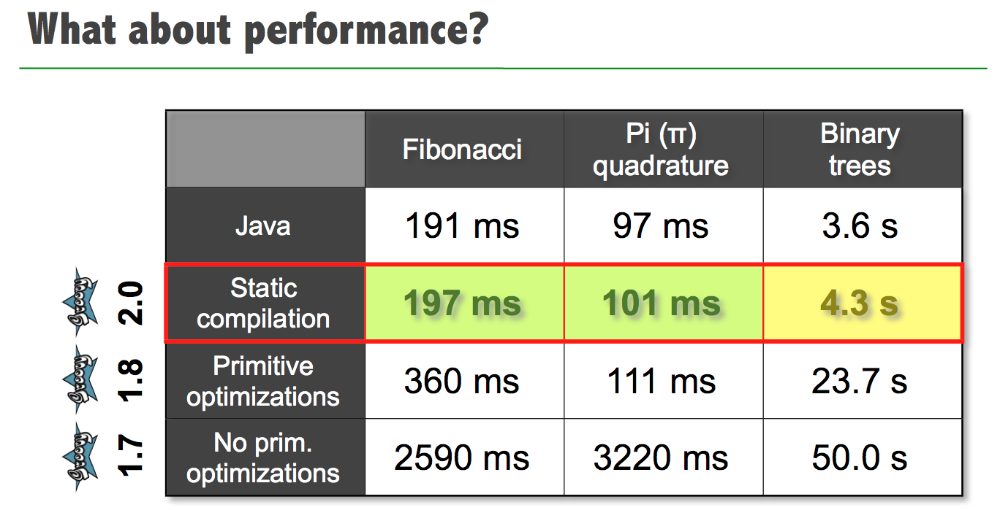 What about performance?
Fibonacci
Pi (π)
quadrature
Binary
trees
Java
191 ms
97 ms
3.6 s
2.0
Static
compilation
197 ms
101 ms
4.3 s
1.8
Primitive
optimizations
360 ms
111 ms
23.7 s
1.7
No prim.
optimizations
2590 ms
3220 ms
50.0 s